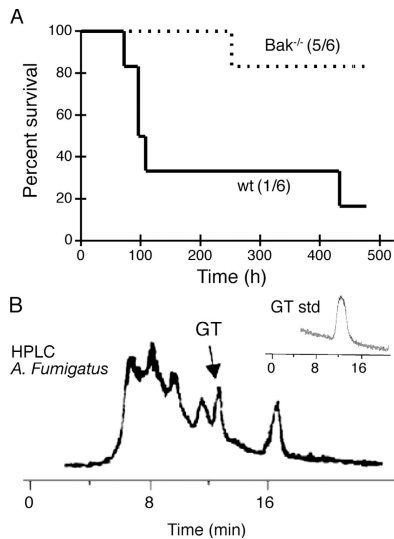 A
Percent survival
100
80
60
40
20
0
Bak-/- (5/6)
wt (1/6)
0 100 200 300 400 500
Time (h)
B
HPLC
A. Fumigatus
GT
GT std
0 8 16
0 8 16
Time (min)